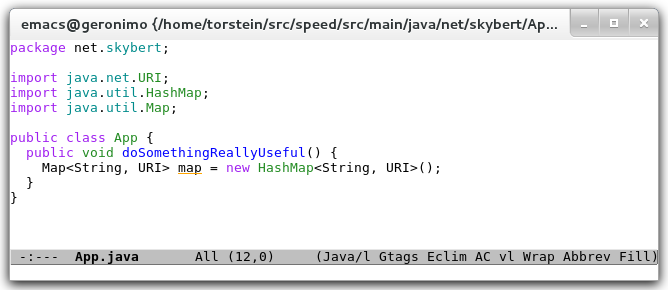 emacs@geronimo {/home/torstein/src/speed/src/main/java/net/skybert/Ap...
package net.skybert;
import java.net.URI;
import java.util.HashMap;
import java.util.Map;
public class App {
  public void doSomethingReallyUseful() {
    Map<String, URI> map = new HashMap<String, URI>();
  }
}
-:---  App.java       All (12,0)     (Java/l Gtags Eclim AC vl Wrap Abbrev Fill)